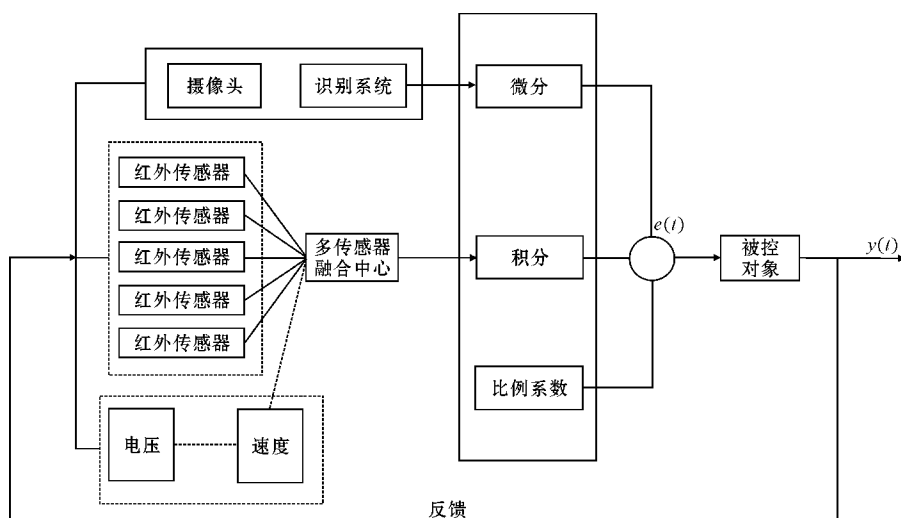 摄像头
识别系统
微分
红外传感器
红外传感器
红外传感器
红外传感器
红外传感器
多传感器
融合中心
积分
e(t)
被控
对象
y(t)
比例系数
电压
速度
反馈